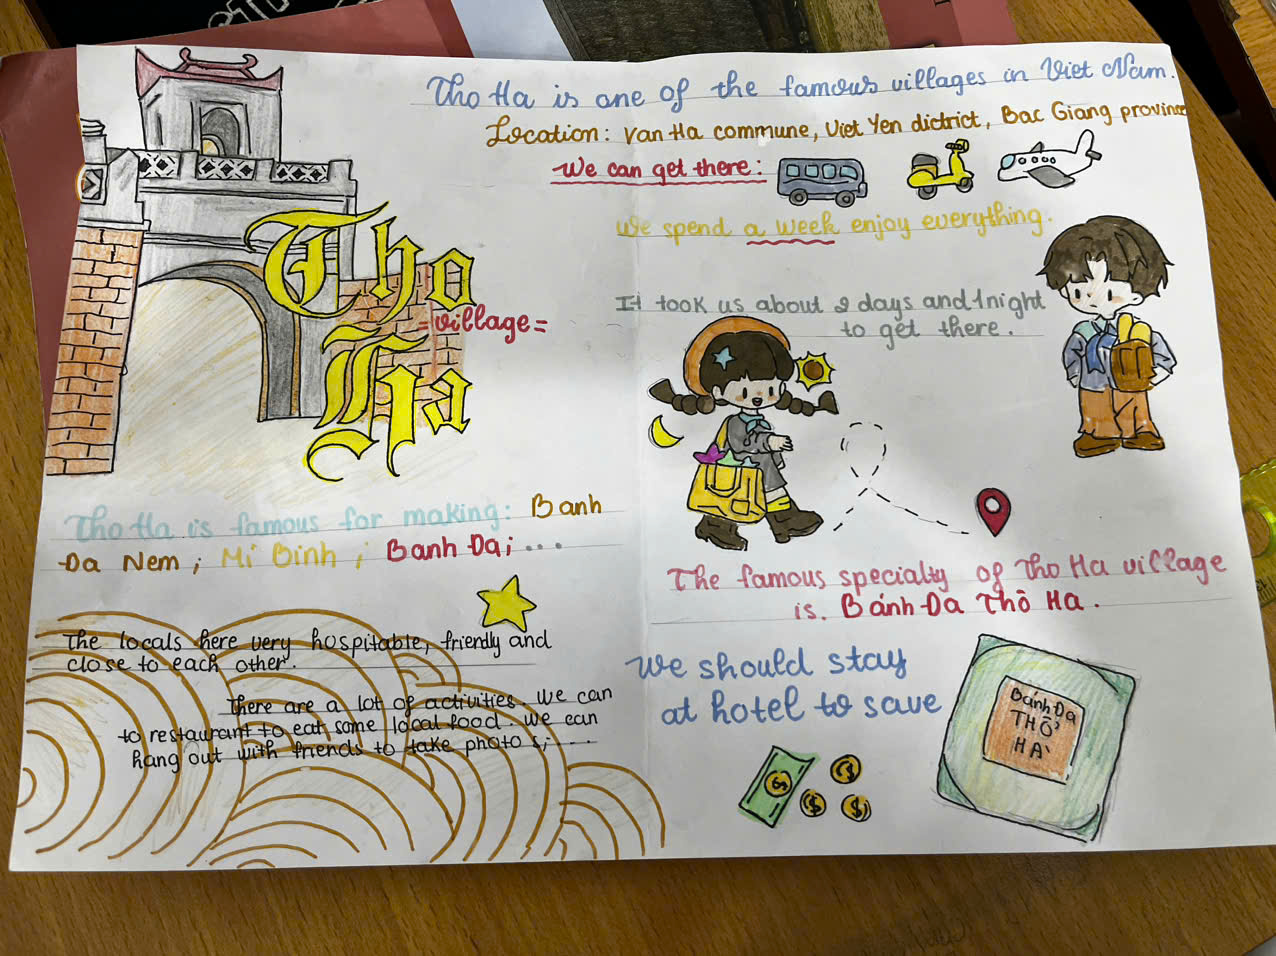 Tho Ha is one of the famous villages in Viet Nam.
Location: Van Ha commune, Viet Yen dictrict, Bac Giang province
We can get there:
We spend a week enjoy everything.
It took us about 2 days and 1 night
to get there.
Tho
=village=
Ha
Tho Ha is famous for making: Banh
Da Nem; Mi Binh; Banh Da; ...
The locals here very hospitable, friendly and
close to each other.
There are a lot of activities. We can
to restaurant to eat some local food. We can
hang out with friends to take photo s; ...
The famous specialty of Tho Ha village
is. Bánh Đa Thổ Ha.
We should stay
at hotel to save
Bánh Đa
THỔ
HÀ